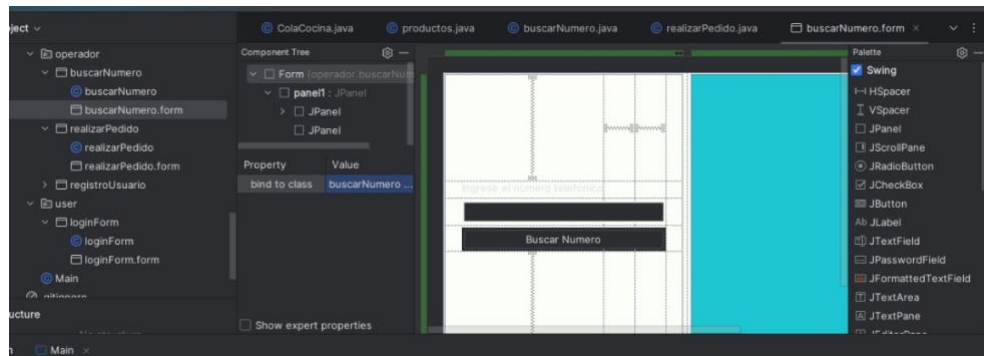 ject
ColaCocina.java
productos.java
buscarNumero.java
realizarPedido.java
buscarNumero.form
operador
buscarNumero
buscarNumero
buscarNumero.form
realizarPedido
realizarPedido
realizarPedido.form
registroUsuario
user
loginForm
loginForm
loginForm.form
Main
ucture
Component Tree
Form (operador.buscarNum
panel1 : JPanel
JPanel
JPanel
Property Value
bind to class buscarNumero ...
Show expert properties
Ingrese el numero telefonico
Buscar Numero
Palette
Swing
HSpacer
VSpacer
JPanel
JScrollPane
JRadioButton
JCheckBox
JButton
Ab JLabel
JTextField
JPasswordField
JFormattedTextField
JTextArea
JTextPane
Main